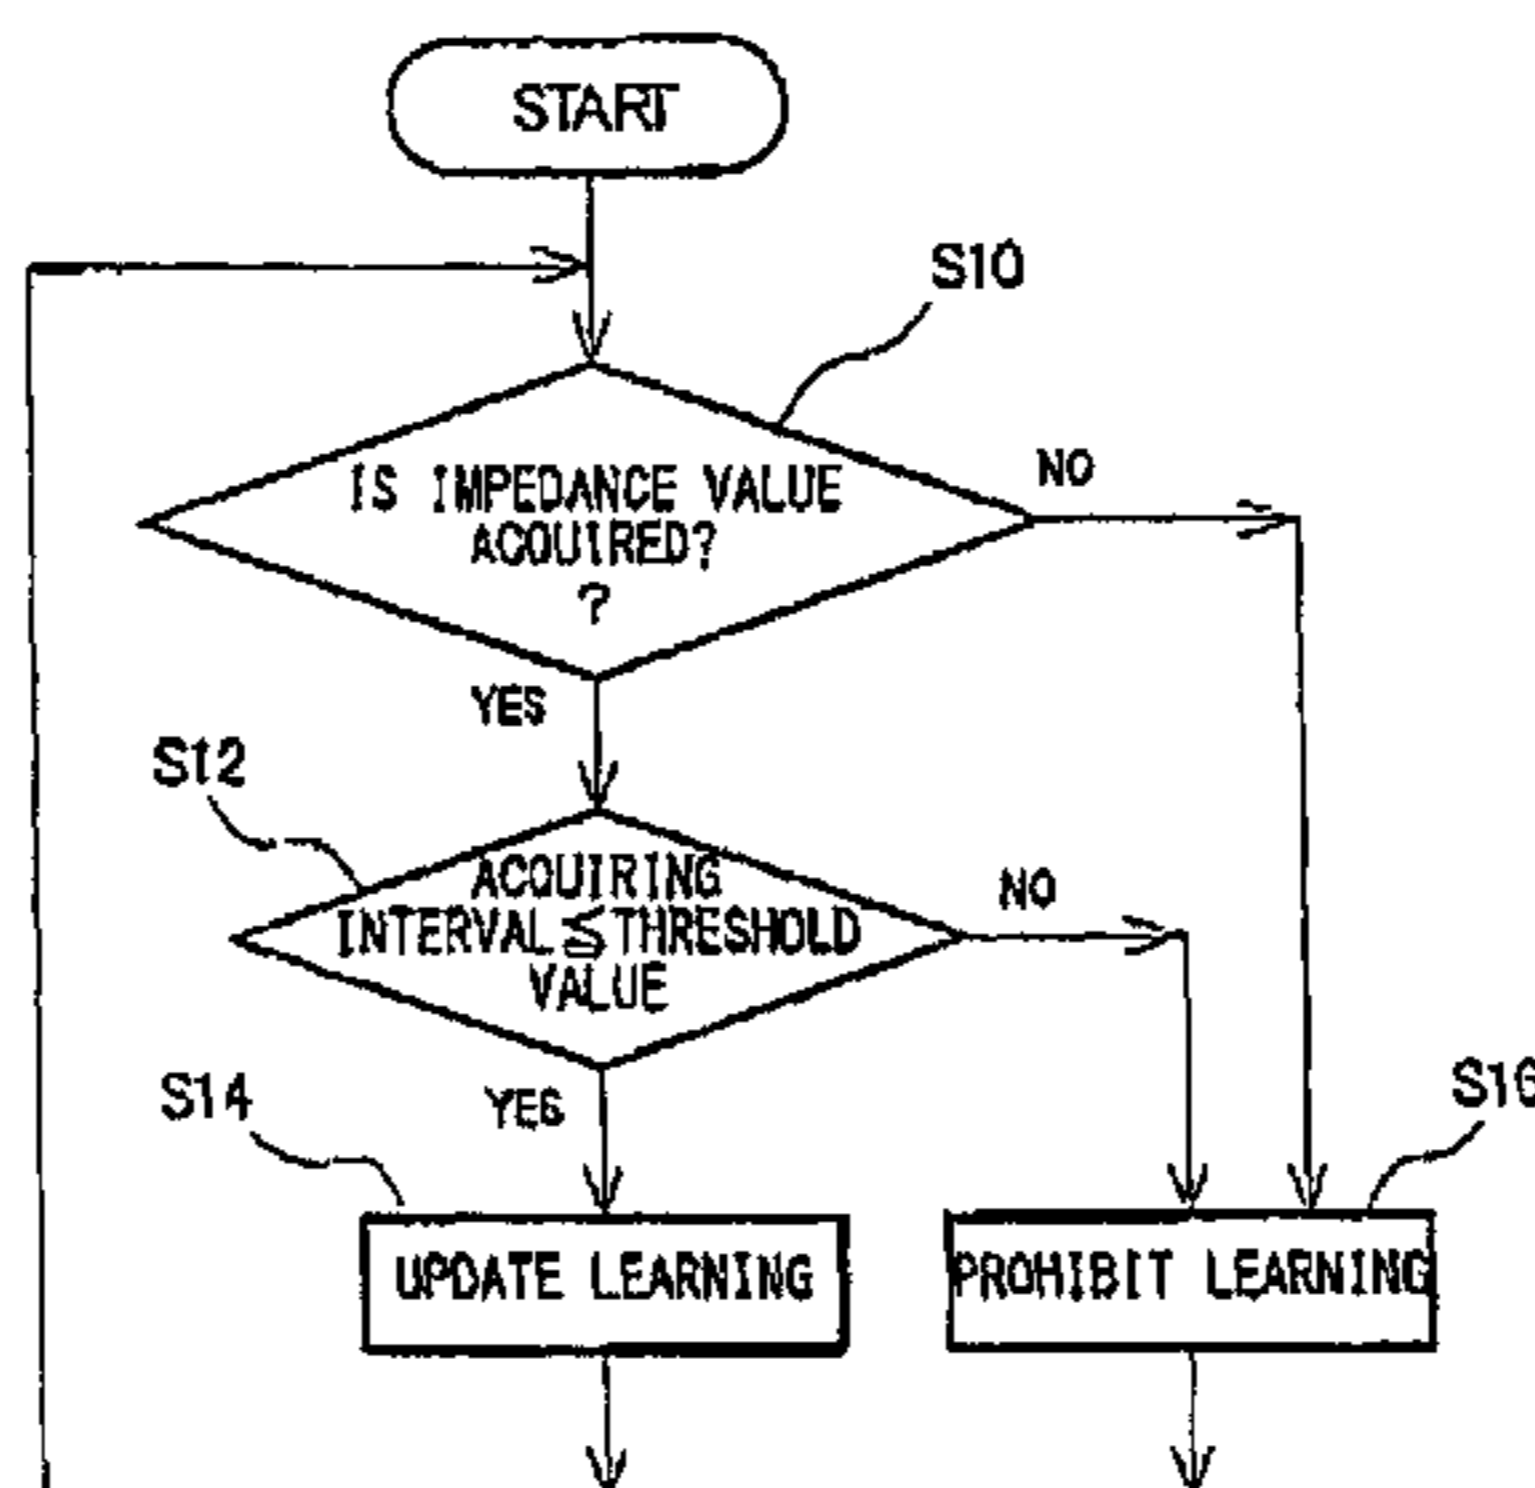 START
S10
IS IMPEDANCE VALUE
ACQUIRED?
?
NO
YES
S12
ACQUIRING
INTERVAL≦THRESHOLD
VALUE
NO
YES
S14
S16
UPDATE LEARNING
PROHIBIT LEARNING